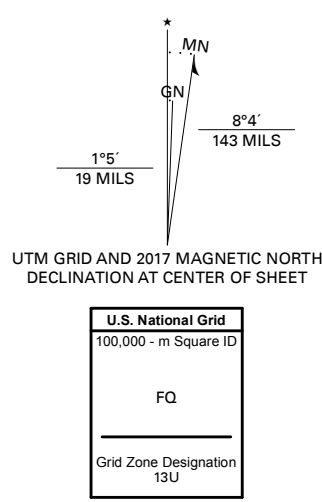 ★
MN
GN
8°4´
143 MILS
1°5´
19 MILS
UTM GRID AND 2017 MAGNETIC NORTH
DECLINATION AT CENTER OF SHEET
U.S. National Grid
100,000 - m Square ID
FQ
Grid Zone Designation
13U